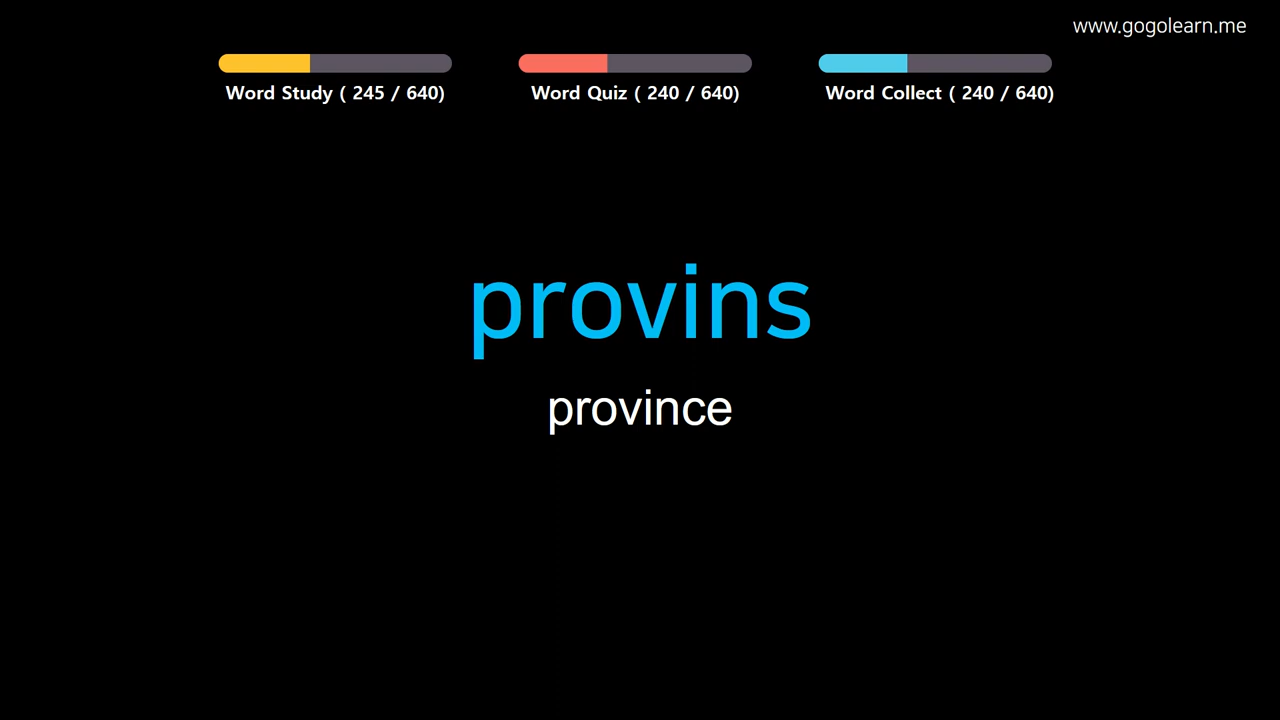 www.gogolearn.me
Word Study ( 245 / 640)
Word Quiz ( 240 / 640)
Word Collect ( 240 / 640)
provins
province